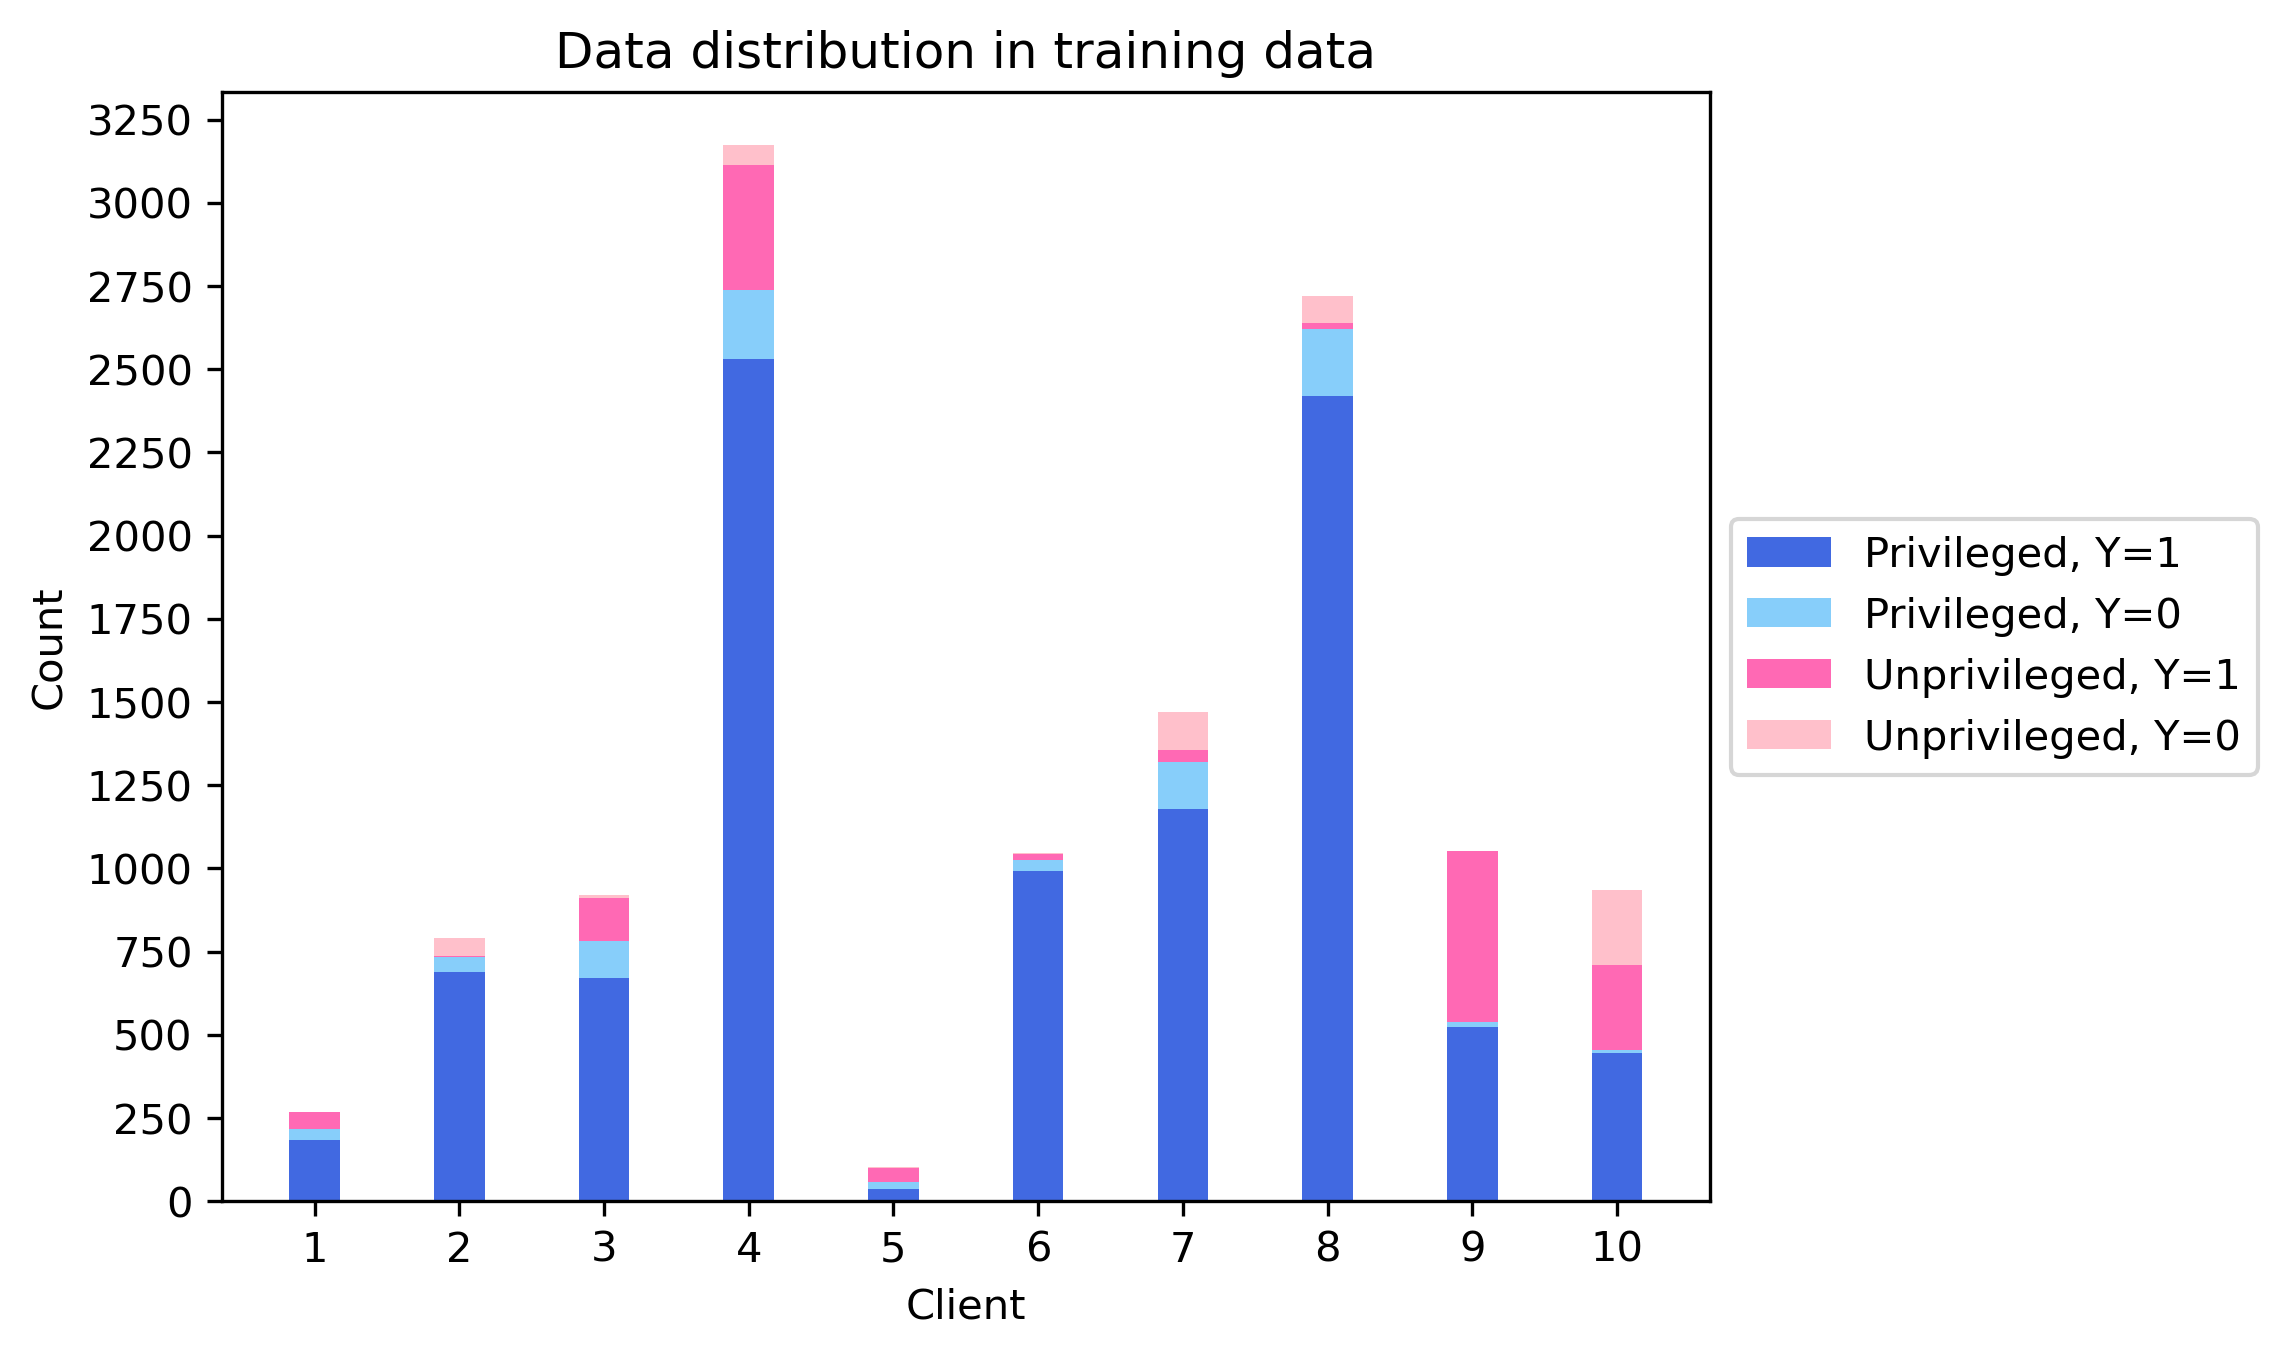 Data distribution in training data
3250
3000
2750
2500
2250
2000
1750
1500
1250
1000
750
500
250
0
Count
1 2 3 4 5 6 7 8 9 10
Client
Privileged, Y=1
Privileged, Y=0
Unprivileged, Y=1
Unprivileged, Y=0